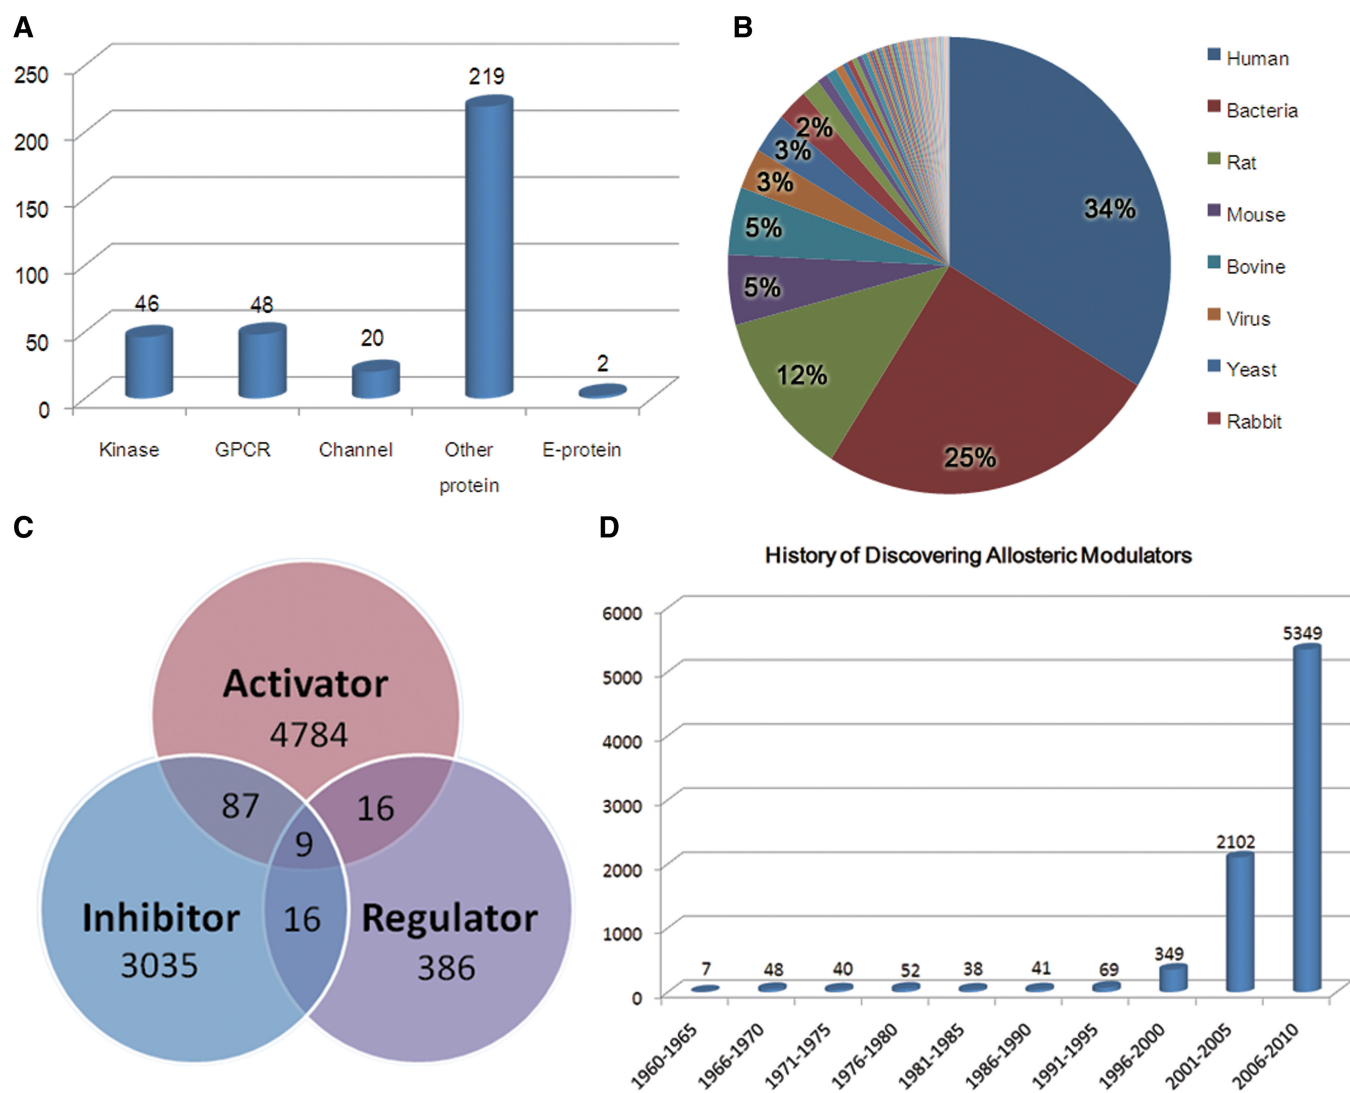 A
250
200
150
100
50
0
46
48
20
219
2
Kinase
GPCR
Channel
Other
protein
E-protein
B
34%
25%
12%
5%
5%
3%
3%
2%
Human
Bacteria
Rat
Mouse
Bovine
Virus
Yeast
Rabbit
C
Activator
4784
87
16
9
Inhibitor
3035
16
Regulator
386
D
History of Discovering Allosteric Modulators
6000
5000
4000
3000
2000
1000
0
7
48
40
52
38
41
69
349
2102
5349
1960-1965
1966-1970
1971-1975
1976-1980
1981-1985
1986-1990
1991-1995
1996-2000
2001-2005
2006-2010